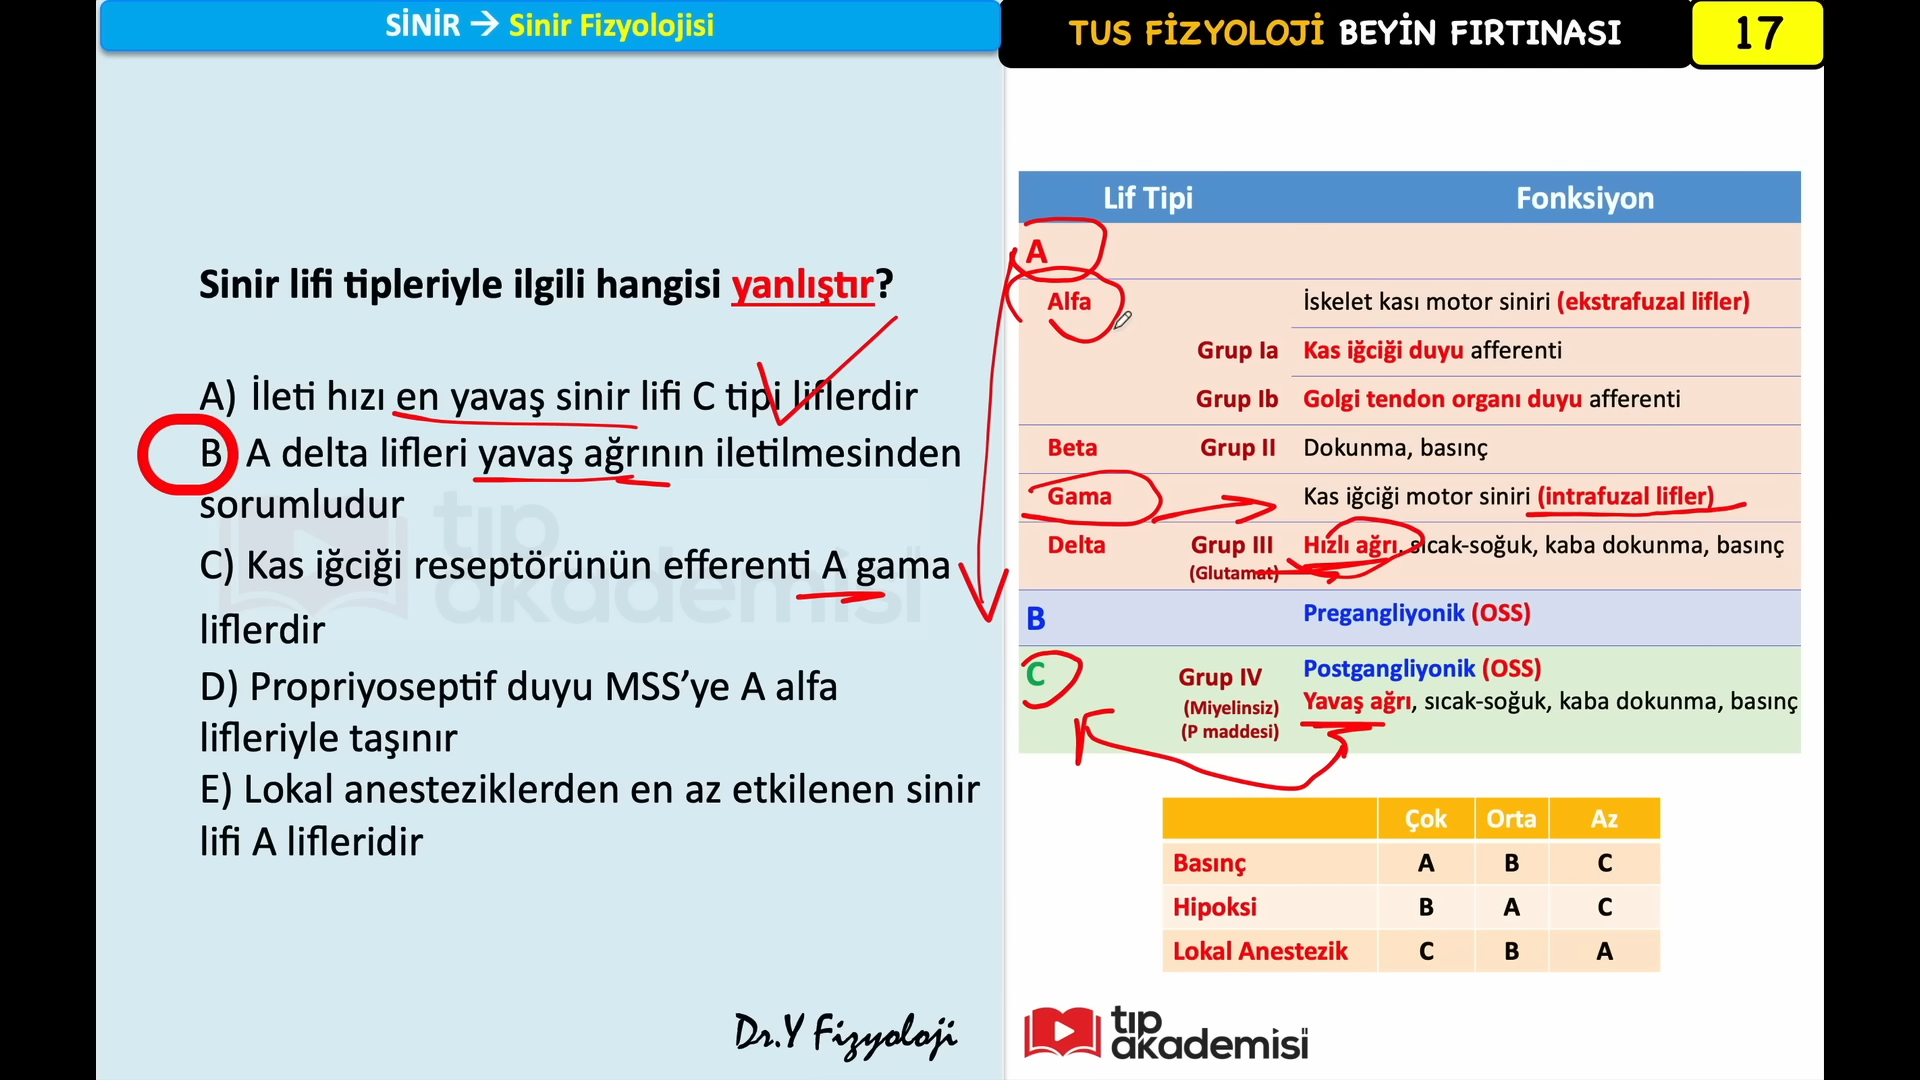 SİNİR → Sinir Fizyolojisi
TUS FİZYOLOJİ BEYİN FIRTINASI
17
Sinir lifi tipleriyle ilgili hangisi yanlıştır?
A) İleti hızı en yavaş sinir lifi C tipi liflerdir
B) A delta lifleri yavaş ağrının iletilmesinden
sorumludur
C) Kas iğciği reseptörünün efferenti A gama
liflerdir
D) Propriyoseptif duyu MSS’ye A alfa
lifleriyle taşınır
E) Lokal anesteziklerden en az etkilenen sinir
lifi A lifleridir
tıp
akademisi
Dr.Y Fizyoloji
Lif Tipi Fonksiyon
A
Alfa İskelet kası motor siniri (ekstrafuzal lifler)
Grup Ia Kas iğciği duyu afferenti
Grup Ib Golgi tendon organı duyu afferenti
Beta Grup II Dokunma, basınç
Gama Kas iğciği motor siniri (intrafuzal lifler)
Delta Grup III Hızlı ağrı, sıcak-soğuk, kaba dokunma, basınç
(Glutamat)
B Pregangliyonik (OSS)
C Grup IV Postgangliyonik (OSS)
(Miyelinsiz) Yavaş ağrı, sıcak-soğuk, kaba dokunma, basınç
(P maddesi)
Çok Orta Az
Basınç A B C
Hipoksi B A C
Lokal Anestezik C B A
tıp
akademisi